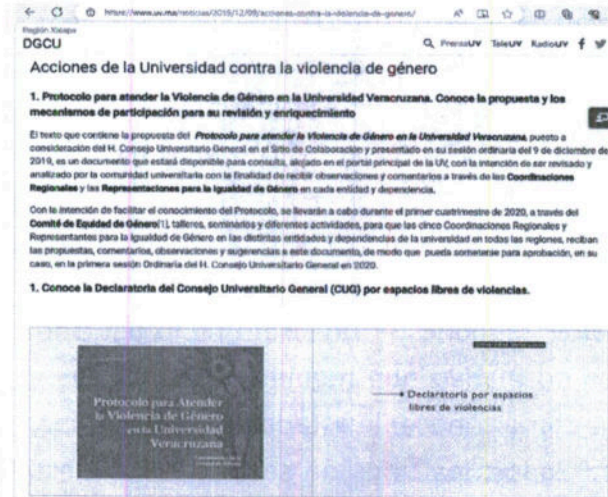 https://www.uv.mx/noticias/2019/12/09/acciones-contra-la-violencia-de-genero/
Región Xalapa
DGCU
PrensaUV TeleUV RadioUV
Acciones de la Universidad contra la violencia de género
1. Protocolo para atender la Violencia de Género en la Universidad Veracruzana. Conoce la propuesta y los
mecanismos de participación para su revisión y enriquecimiento
El texto que contiene la propuesta del Protocolo para atender la Violencia de Género en la Universidad Veracruzana, puesto a
consideración del H. Consejo Universitario General en el Sitio de Colaboración y presentado en su sesión ordinaria del 9 de diciembre de
2019, es un documento que estará disponible para consulta, alojado en el portal principal de la UV, con la intención de ser revisado y
analizado por la comunidad universitaria con la finalidad de recibir observaciones y comentarios a través de las Coordinaciones
Regionales y las Representaciones para la Igualdad de Género en cada entidad y dependencia.
Con la intención de facilitar el conocimiento del Protocolo, se llevarán a cabo durante el primer cuatrimestre de 2020, a través del
Comité de Equidad de Género[1], talleres, seminarios y diferentes actividades, para que las cinco Coordinaciones Regionales y
Representantes para la Igualdad de Género en las distintas entidades y dependencias de la universidad en todas las regiones, reciban
las propuestas, comentarios, observaciones y sugerencias a este documento, de modo que pueda someterse para aprobación, en su
caso, en la primera sesión Ordinaria del H. Consejo Universitario General en 2020.
1. Conoce la Declaratoria del Consejo Universitario General (CUG) por espacios libres de violencias.
Protocolo para Atender
la Violencia de Género
en la Universidad
Veracruzana
Declaratoria por espacios
libres de violencias